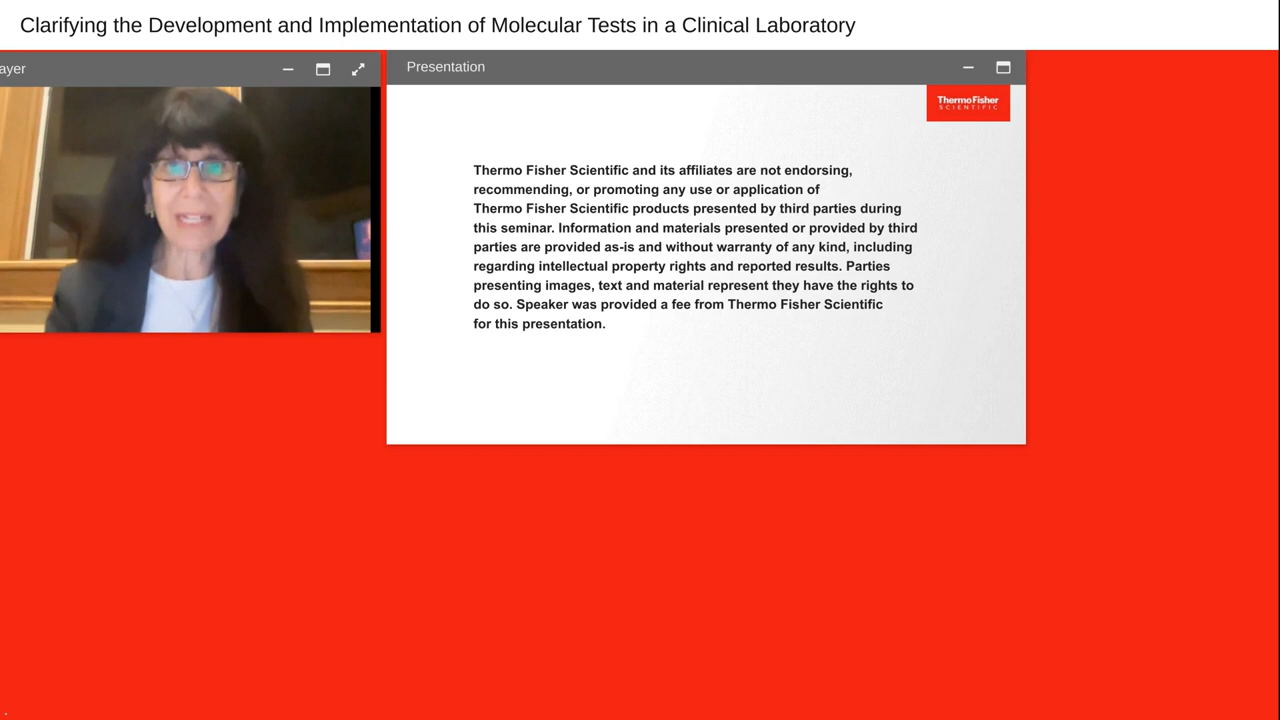 Clarifying the Development and Implementation of Molecular Tests in a Clinical Laboratory
ayer
Presentation
ThermoFisher
SCIENTIFIC
Thermo Fisher Scientific and its affiliates are not endorsing,
recommending, or promoting any use or application of
Thermo Fisher Scientific products presented by third parties during
this seminar. Information and materials presented or provided by third
parties are provided as-is and without warranty of any kind, including
regarding intellectual property rights and reported results. Parties
presenting images, text and material represent they have the rights to
do so. Speaker was provided a fee from Thermo Fisher Scientific
for this presentation.